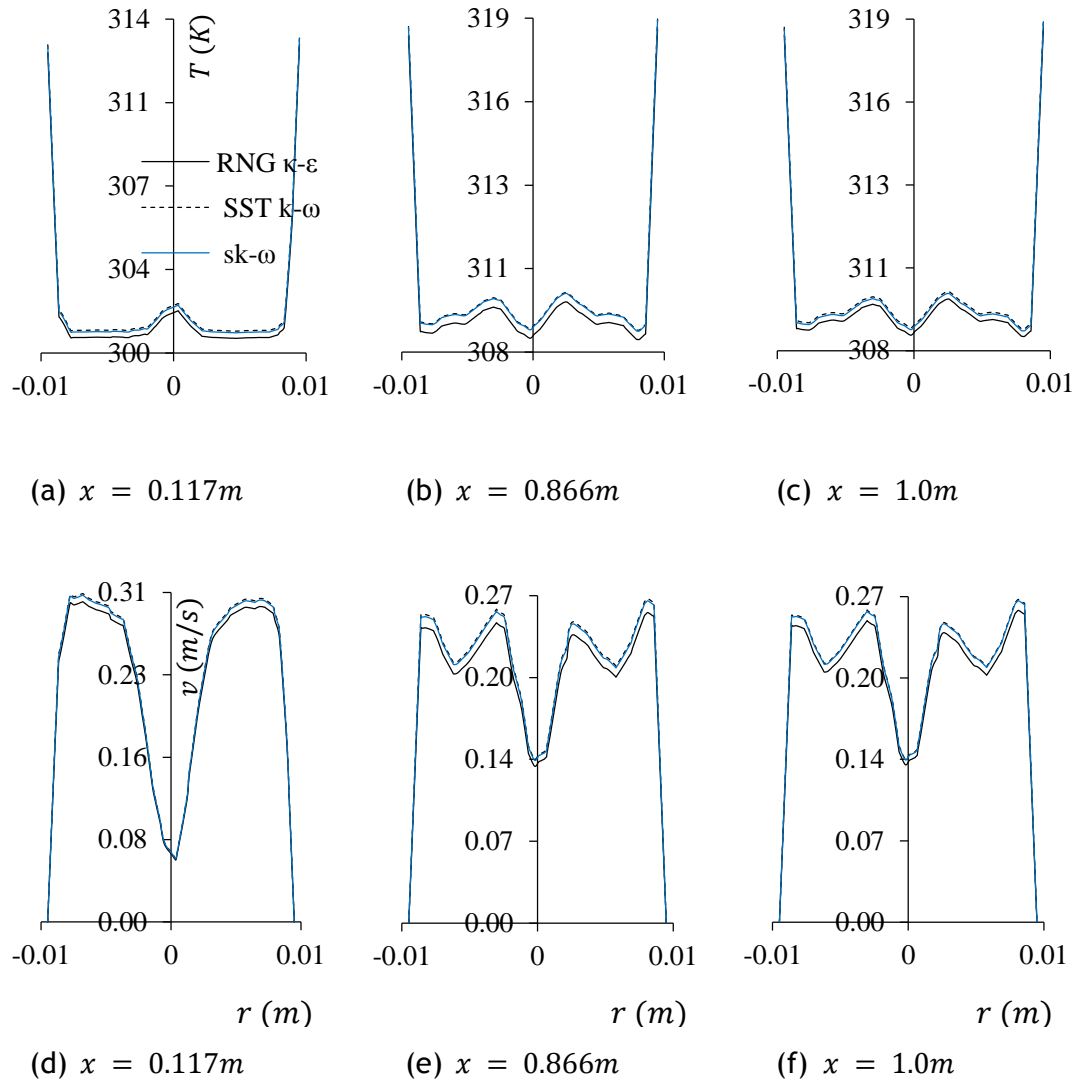 314
311
307
304
300
T (K)
RNG κ-ε
SST k-ω
sk-ω
-0.01 0 0.01
319
316
313
311
308
-0.01 0 0.01
319
316
313
311
308
-0.01 0 0.01
(a) x = 0.117m
(b) x = 0.866m
(c) x = 1.0m
0.31
0.23
0.16
0.08
0.00
v (m/s)
-0.01 0 0.01
r (m)
0.27
0.20
0.14
0.07
0.00
-0.01 0 0.01
r (m)
0.27
0.20
0.14
0.07
0.00
-0.01 0 0.01
r (m)
(d) x = 0.117m
(e) x = 0.866m
(f) x = 1.0m